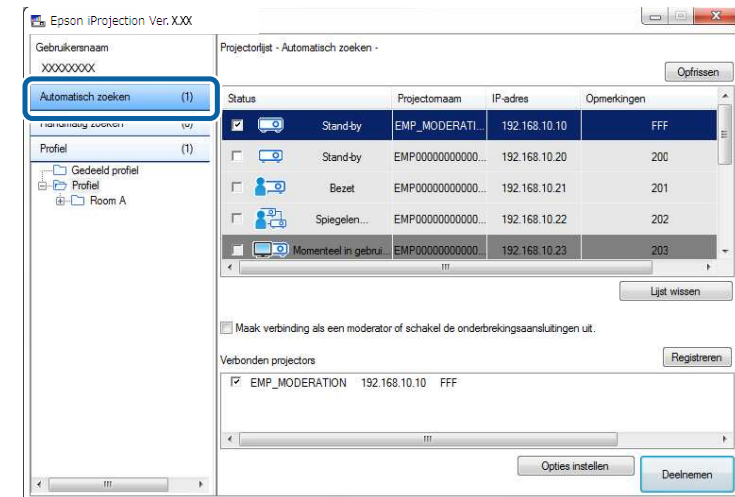 Epson iProjection Ver. X.XX
Gebruikersnaam
XXXXXXXX
Automatisch zoeken (1)
Handmatig zoeken (0)
Profiel (1)
Gedeeld profiel
Profiel
Room A
Projectorlijst - Automatisch zoeken -
Opfrissen
Status Projectornaam IP-adres Opmerkingen
Stand-by EMP_MODERATI... 192.168.10.10 FFF
Stand-by EMP00000000000... 192.168.10.20 200
Bezet EMP00000000000... 192.168.10.21 201
Spiegelen... EMP00000000000... 192.168.10.22 202
Momenteel in gebrui... EMP00000000000... 192.168.10.23 203
Lijst wissen
Maak verbinding als een moderator of schakel de onderbrekingsaansluitingen uit.
Verbonden projectors
Registreren
EMP_MODERATION 192.168.10.10 FFF
Opties instellen
Deelnemen